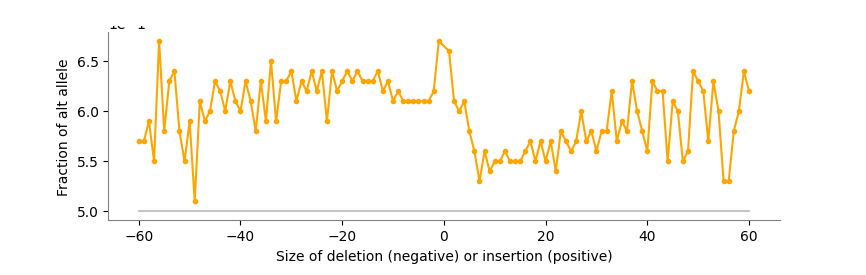 6.5
6.0
5.5
5.0
Fraction of alt allele
−60 −40 −20 0 20 40 60
Size of deletion (negative) or insertion (positive)